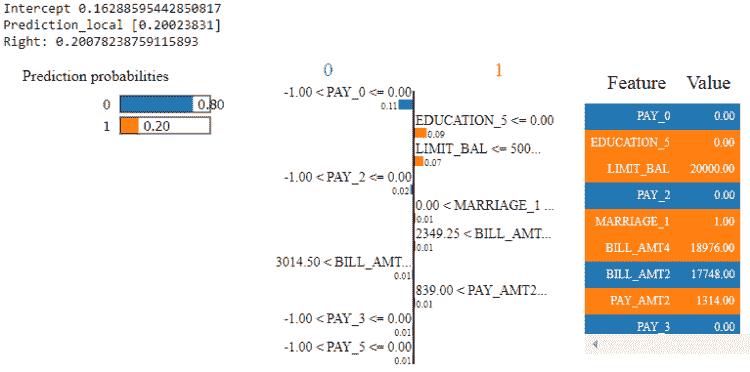 Intercept 0.16288595442850817
Prediction_local [0.20023831]
Right: 0.20078238759115893
Prediction probabilities
0 0.80
1 0.20
0 1
-1.00 < PAY_0 <= 0.00
0.11
EDUCATION_5 <= 0.00
0.09
LIMIT_BAL <= 500...
0.07
-1.00 < PAY_2 <= 0.00
0.02
0.00 < MARRIAGE_1 ...
0.01
2349.25 < BILL_AMT...
0.01
3014.50 < BILL_AMT...
0.01
839.00 < PAY_AMT2...
0.01
-1.00 < PAY_3 <= 0.00
0.01
-1.00 < PAY_5 <= 0.00
0.01
Feature Value
PAY_0 0.00
EDUCATION_5 0.00
LIMIT_BAL 20000.00
PAY_2 0.00
MARRIAGE_1 1.00
BILL_AMT4 18976.00
BILL_AMT2 17748.00
PAY_AMT2 1314.00
PAY_3 0.00